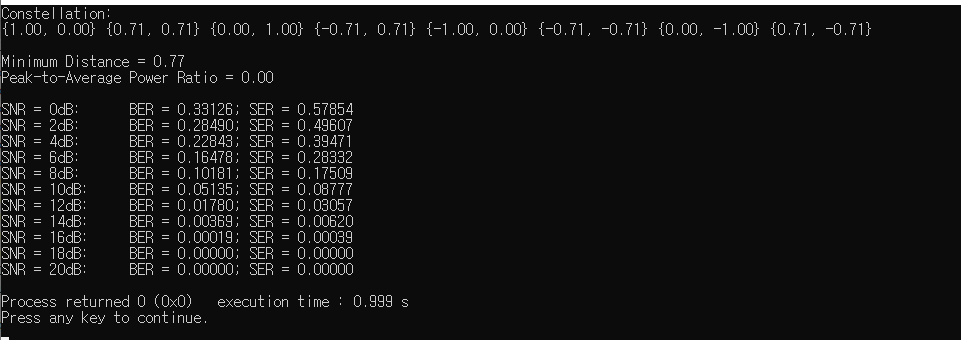 Constellation:
{1.00, 0.00} {0.71, 0.71} {0.00, 1.00} {-0.71, 0.71} {-1.00, 0.00} {-0.71, -0.71} {0.00, -1.00} {0.71, -0.71}
Minimum Distance = 0.77
Peak-to-Average Power Ratio = 0.00
SNR = 0dB: BER = 0.33126; SER = 0.57854
SNR = 2dB: BER = 0.28490; SER = 0.49607
SNR = 4dB: BER = 0.22843; SER = 0.39471
SNR = 6dB: BER = 0.16478; SER = 0.28332
SNR = 8dB: BER = 0.10181; SER = 0.17509
SNR = 10dB: BER = 0.05135; SER = 0.08777
SNR = 12dB: BER = 0.01780; SER = 0.03057
SNR = 14dB: BER = 0.00369; SER = 0.00620
SNR = 16dB: BER = 0.00019; SER = 0.00039
SNR = 18dB: BER = 0.00000; SER = 0.00000
SNR = 20dB: BER = 0.00000; SER = 0.00000
Process returned 0 (0x0) execution time : 0.999 s
Press any key to continue.